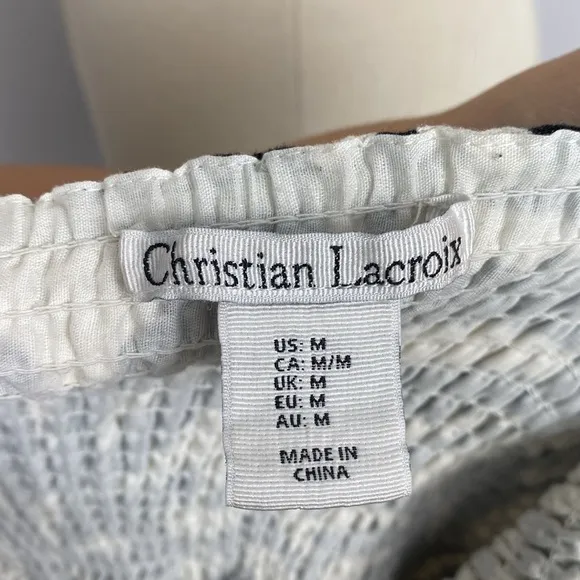 Christian Lacroix
US: M
CA: M/M
UK: M
EU: M
AU: M
MADE IN
CHINA